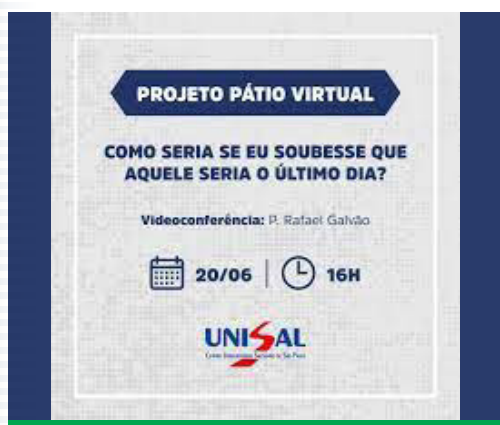 PROJETO PÁTIO VIRTUAL
COMO SERIA SE EU SOUBESSE QUE
AQUELE SERIA O ÚLTIMO DIA?
Videoconferência: P. Rafael Galvão
20/06 | 16H
UNISAL